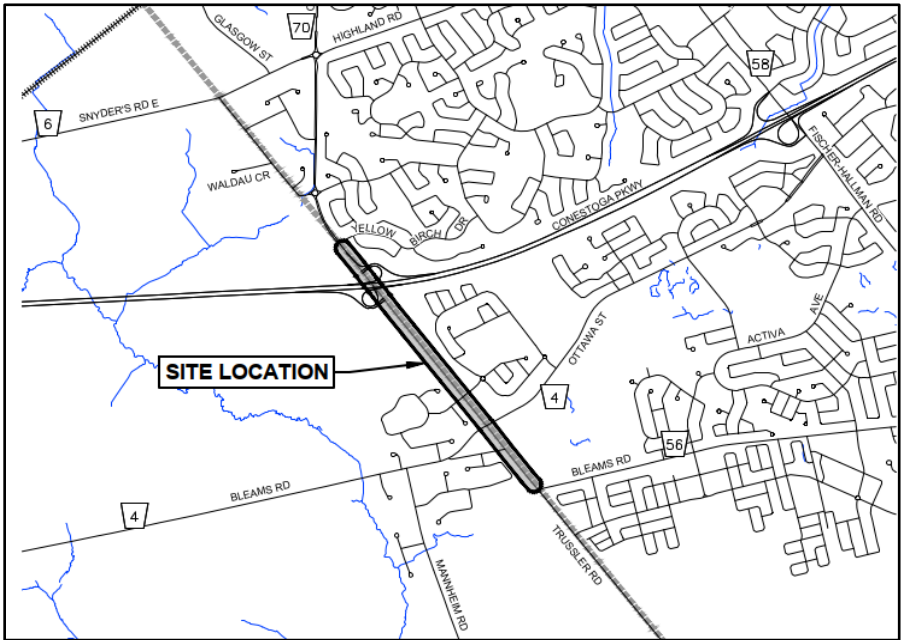 GLASGOW ST
70
HIGHLAND RD
58
SNYDER'S RD E
6
FISCHER-HALLMAN RD
WALDAU CR
YELLOW BIRCH DR
CONESTOGA PKWY
OTTAWA ST
ACTIVA AVE
SITE LOCATION
4
56
BLEAMS RD
BLEAMS RD
4
TRUSSLER RD
MANNHEIM RD